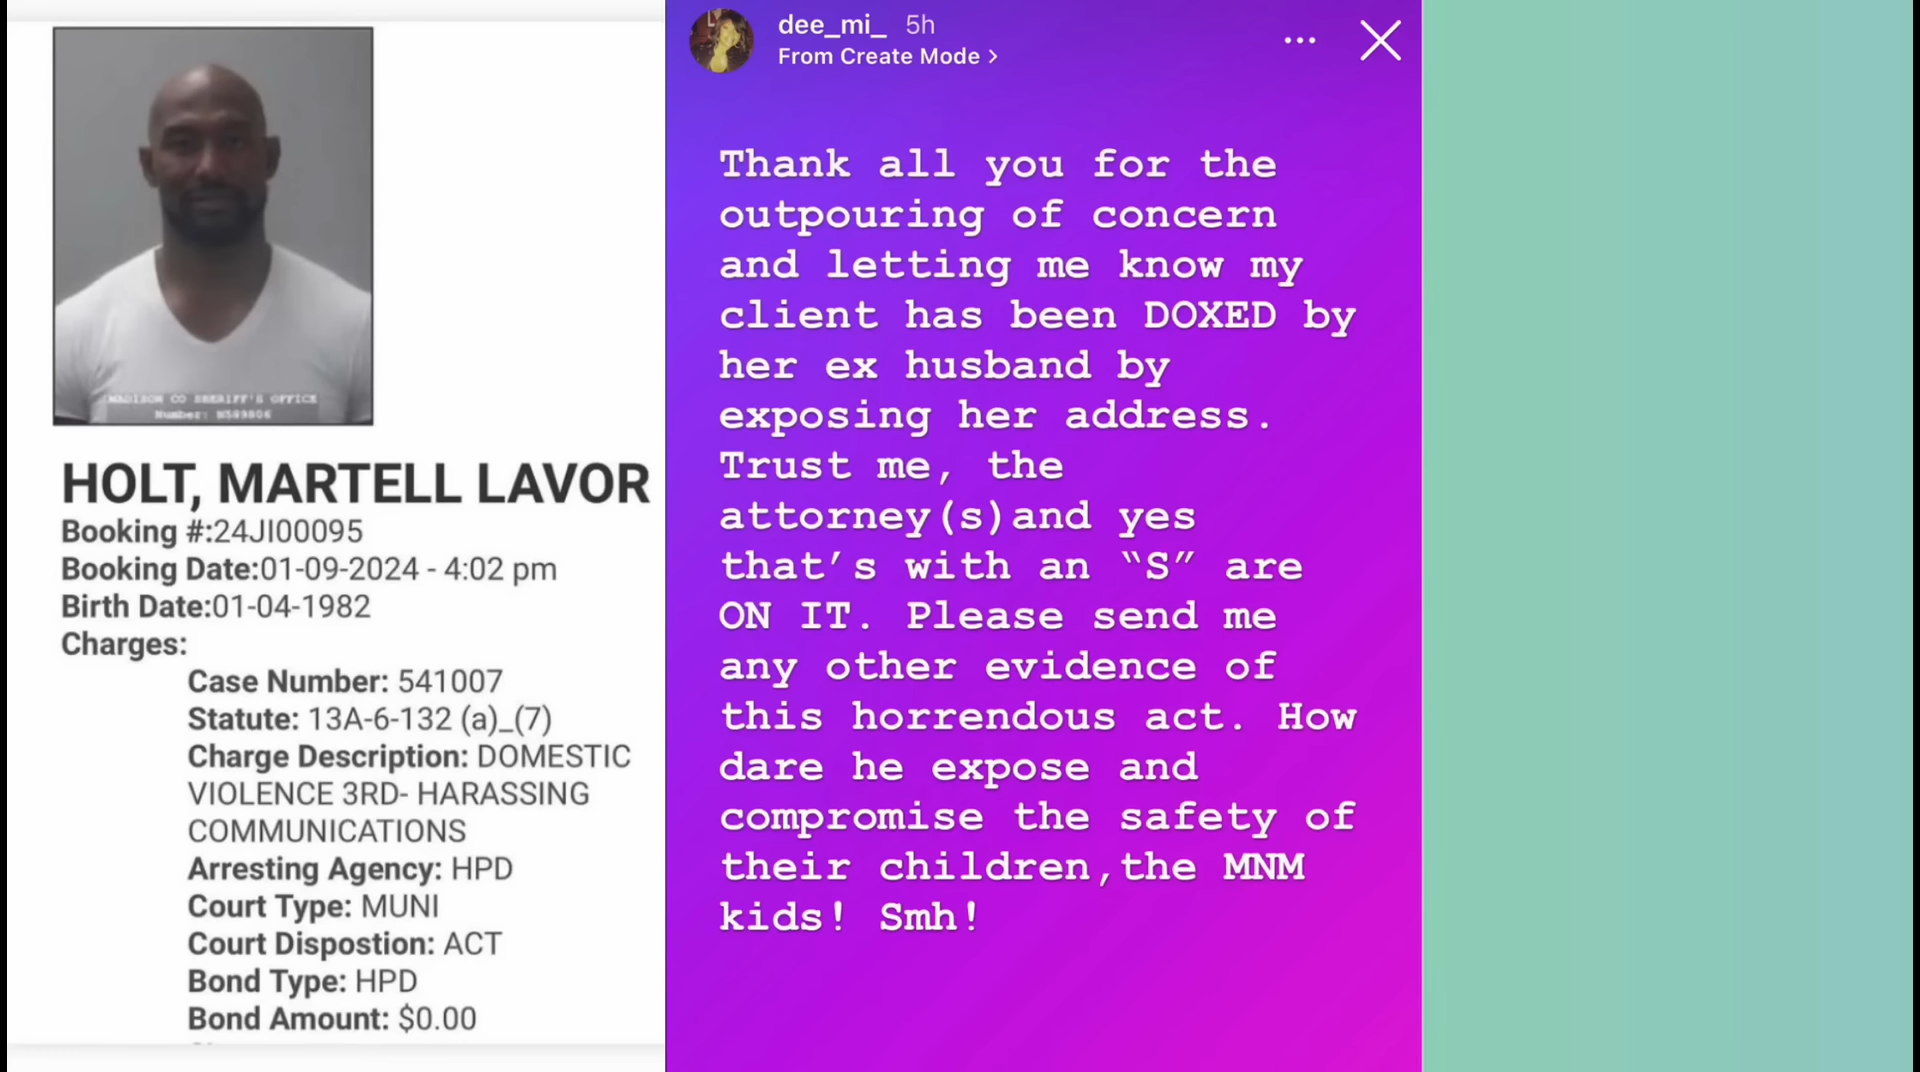 MADISON CO SHERIFF'S OFFICE
Number: N589806
HOLT, MARTELL LAVOR
Booking #:24JI00095
Booking Date:01-09-2024 - 4:02 pm
Birth Date:01-04-1982
Charges:
Case Number: 541007
Statute: 13A-6-132 (a)_(7)
Charge Description: DOMESTIC
VIOLENCE 3RD- HARASSING
COMMUNICATIONS
Arresting Agency: HPD
Court Type: MUNI
Court Dispostion: ACT
Bond Type: HPD
Bond Amount: $0.00
dee_mi_ 5h
From Create Mode >
Thank all you for the
outpouring of concern
and letting me know my
client has been DOXED by
her ex husband by
exposing her address.
Trust me, the
attorney(s)and yes
that's with an “S” are
ON IT. Please send me
any other evidence of
this horrendous act. How
dare he expose and
compromise the safety of
their children,the MNM
kids! Smh!